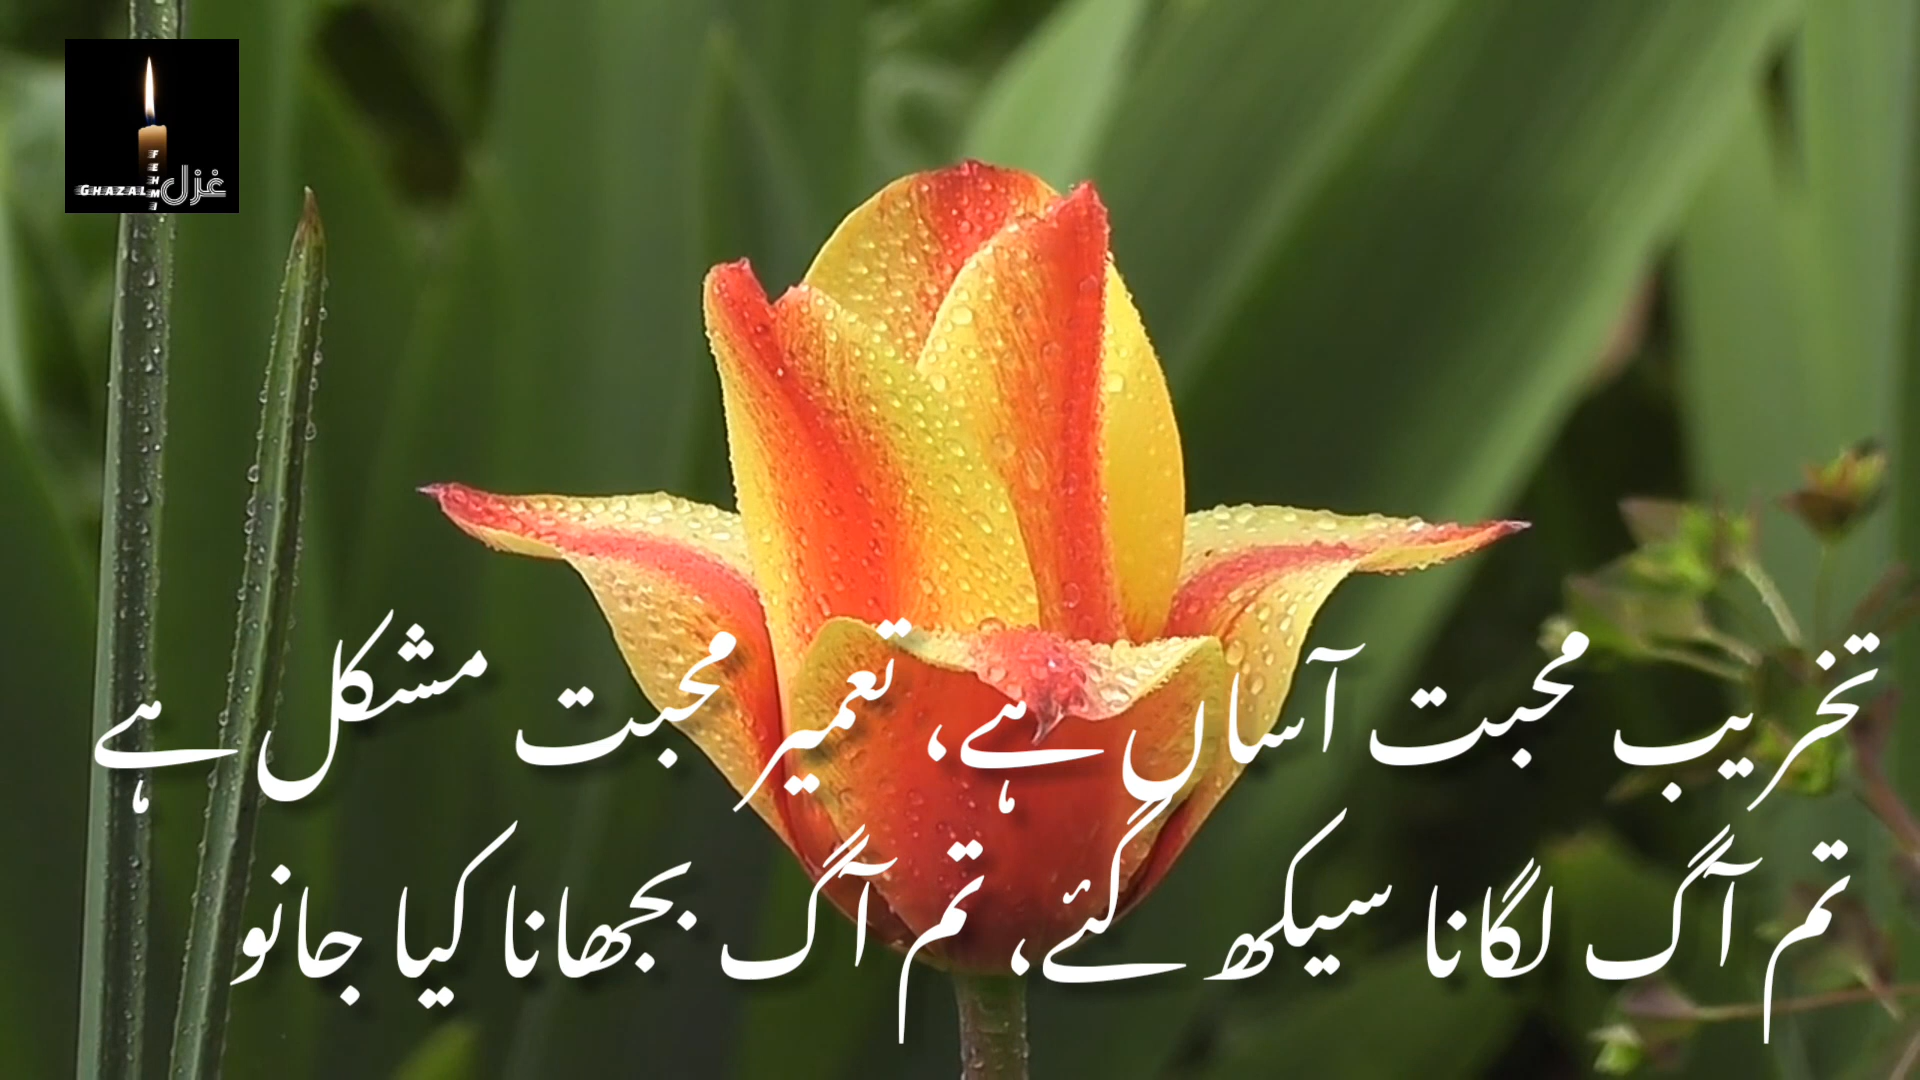 GHAZAL FEHMI غزل
تخریب محبت آساں ہے، تعمیر محبت مشکل ہے
تم آگ لگانا سیکھ گئے، تم آگ بجھانا کیا جانو